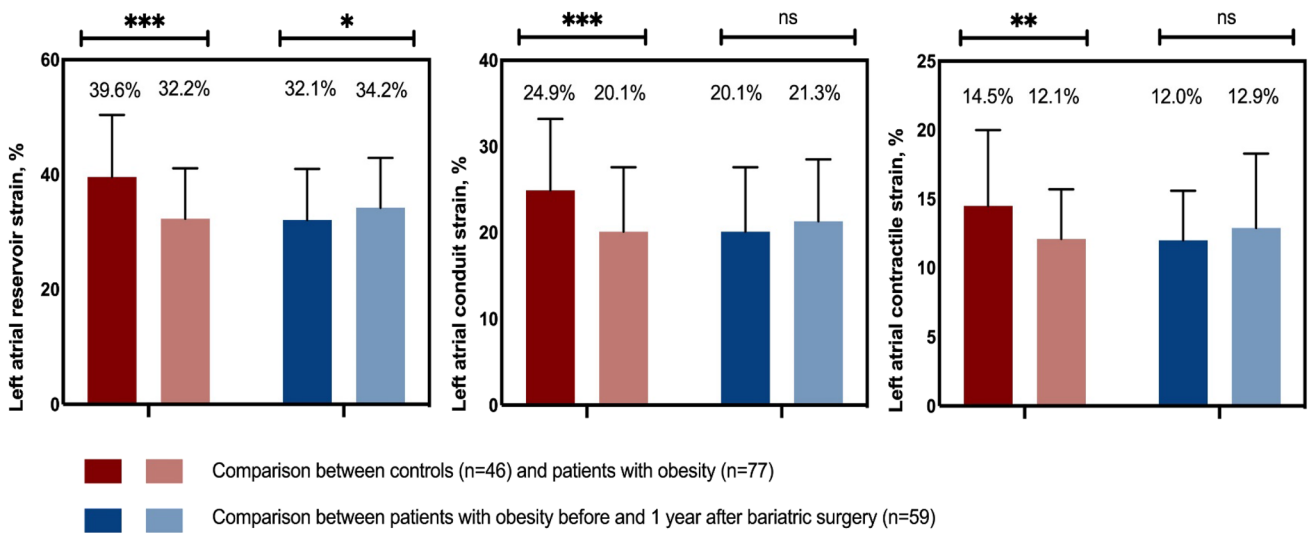 *** * *** ns ** ns
Left atrial reservoir strain, %
60
40
20
0
39.6% 32.2% 32.1% 34.2%
Left atrial conduit strain, %
40
30
20
10
0
24.9% 20.1% 20.1% 21.3%
Left atrial contractile strain, %
25
20
15
10
5
0
14.5% 12.1% 12.0% 12.9%
Comparison between controls (n=46) and patients with obesity (n=77)
Comparison between patients with obesity before and 1 year after bariatric surgery (n=59)